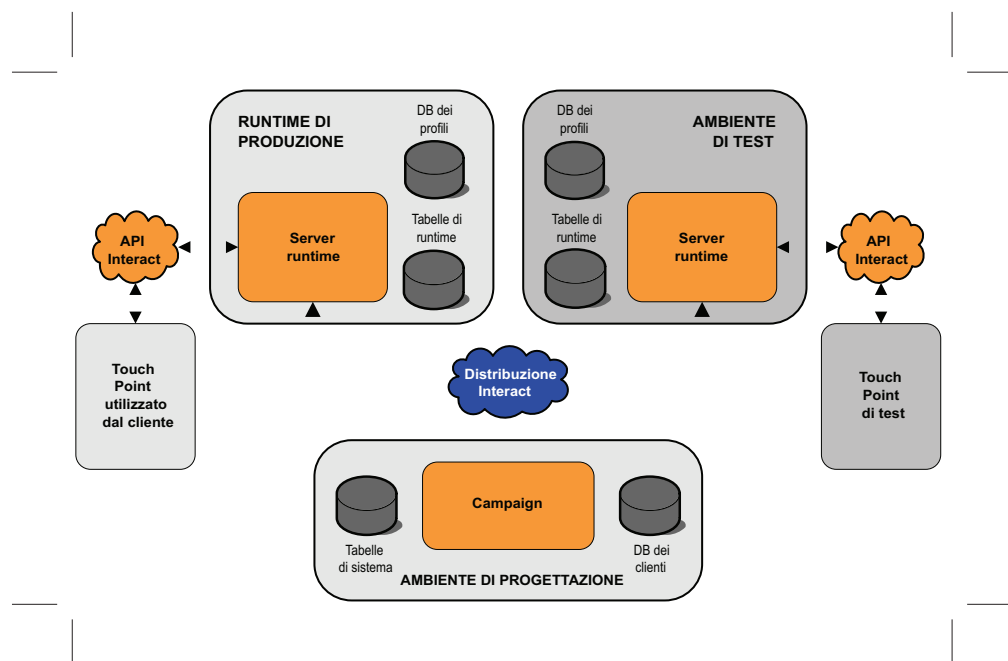 RUNTIME DI
PRODUZIONE
DB dei
profili
Tabelle di
runtime
Server
runtime
DB dei
profili
AMBIENTE
DI TEST
Tabelle di
runtime
Server
runtime
API
Interact
API
Interact
Touch
Point
utilizzato
dal cliente
Distribuzione
Interact
Touch
Point
di test
Campaign
Tabelle
di sistema
DB dei
clienti
AMBIENTE DI PROGETTAZIONE